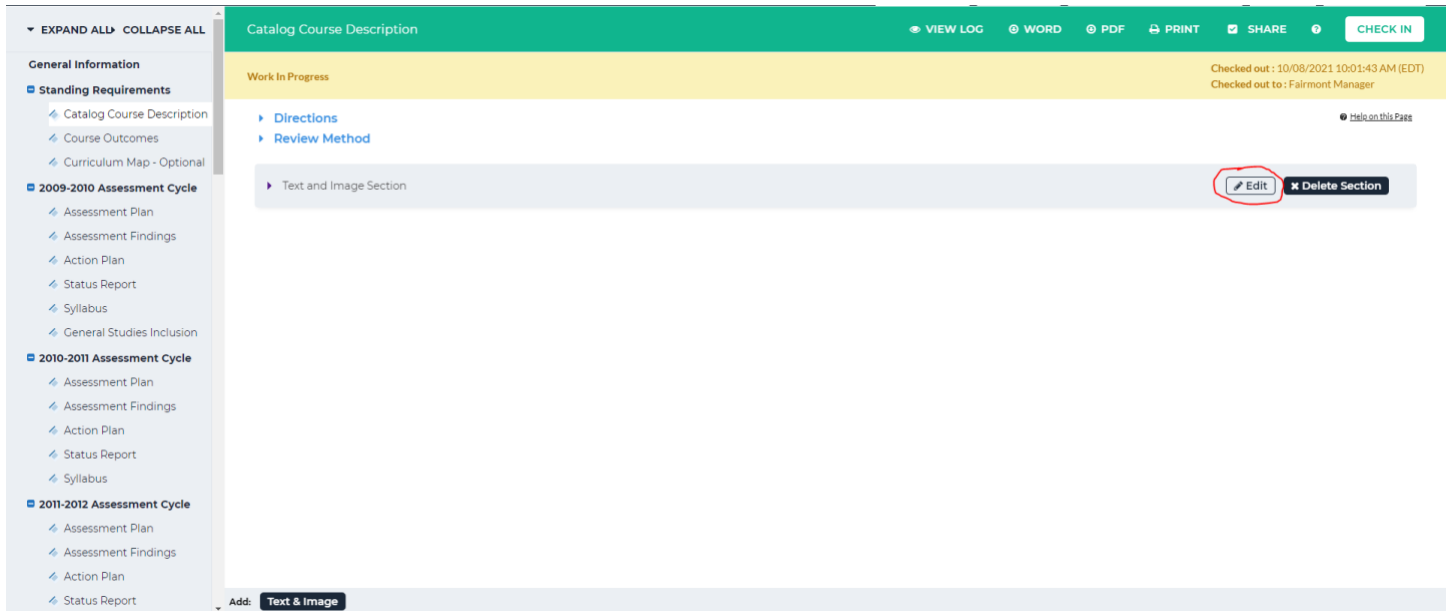 EXPAND ALL COLLAPSE ALL
General Information
Standing Requirements
Catalog Course Description
Course Outcomes
Curriculum Map - Optional
2009-2010 Assessment Cycle
Assessment Plan
Assessment Findings
Action Plan
Status Report
Syllabus
General Studies Inclusion
2010-2011 Assessment Cycle
Assessment Plan
Assessment Findings
Action Plan
Status Report
Syllabus
2011-2012 Assessment Cycle
Assessment Plan
Assessment Findings
Action Plan
Status Report
Catalog Course Description
VIEW LOG WORD PDF PRINT SHARE ? CHECK IN
Work In Progress
Checked out : 10/08/2021 10:01:43 AM (EDT)
Checked out to : Fairmont Manager
Directions
Review Method
? Help on this Page
Text and Image Section
Edit
Delete Section
Add: Text & Image